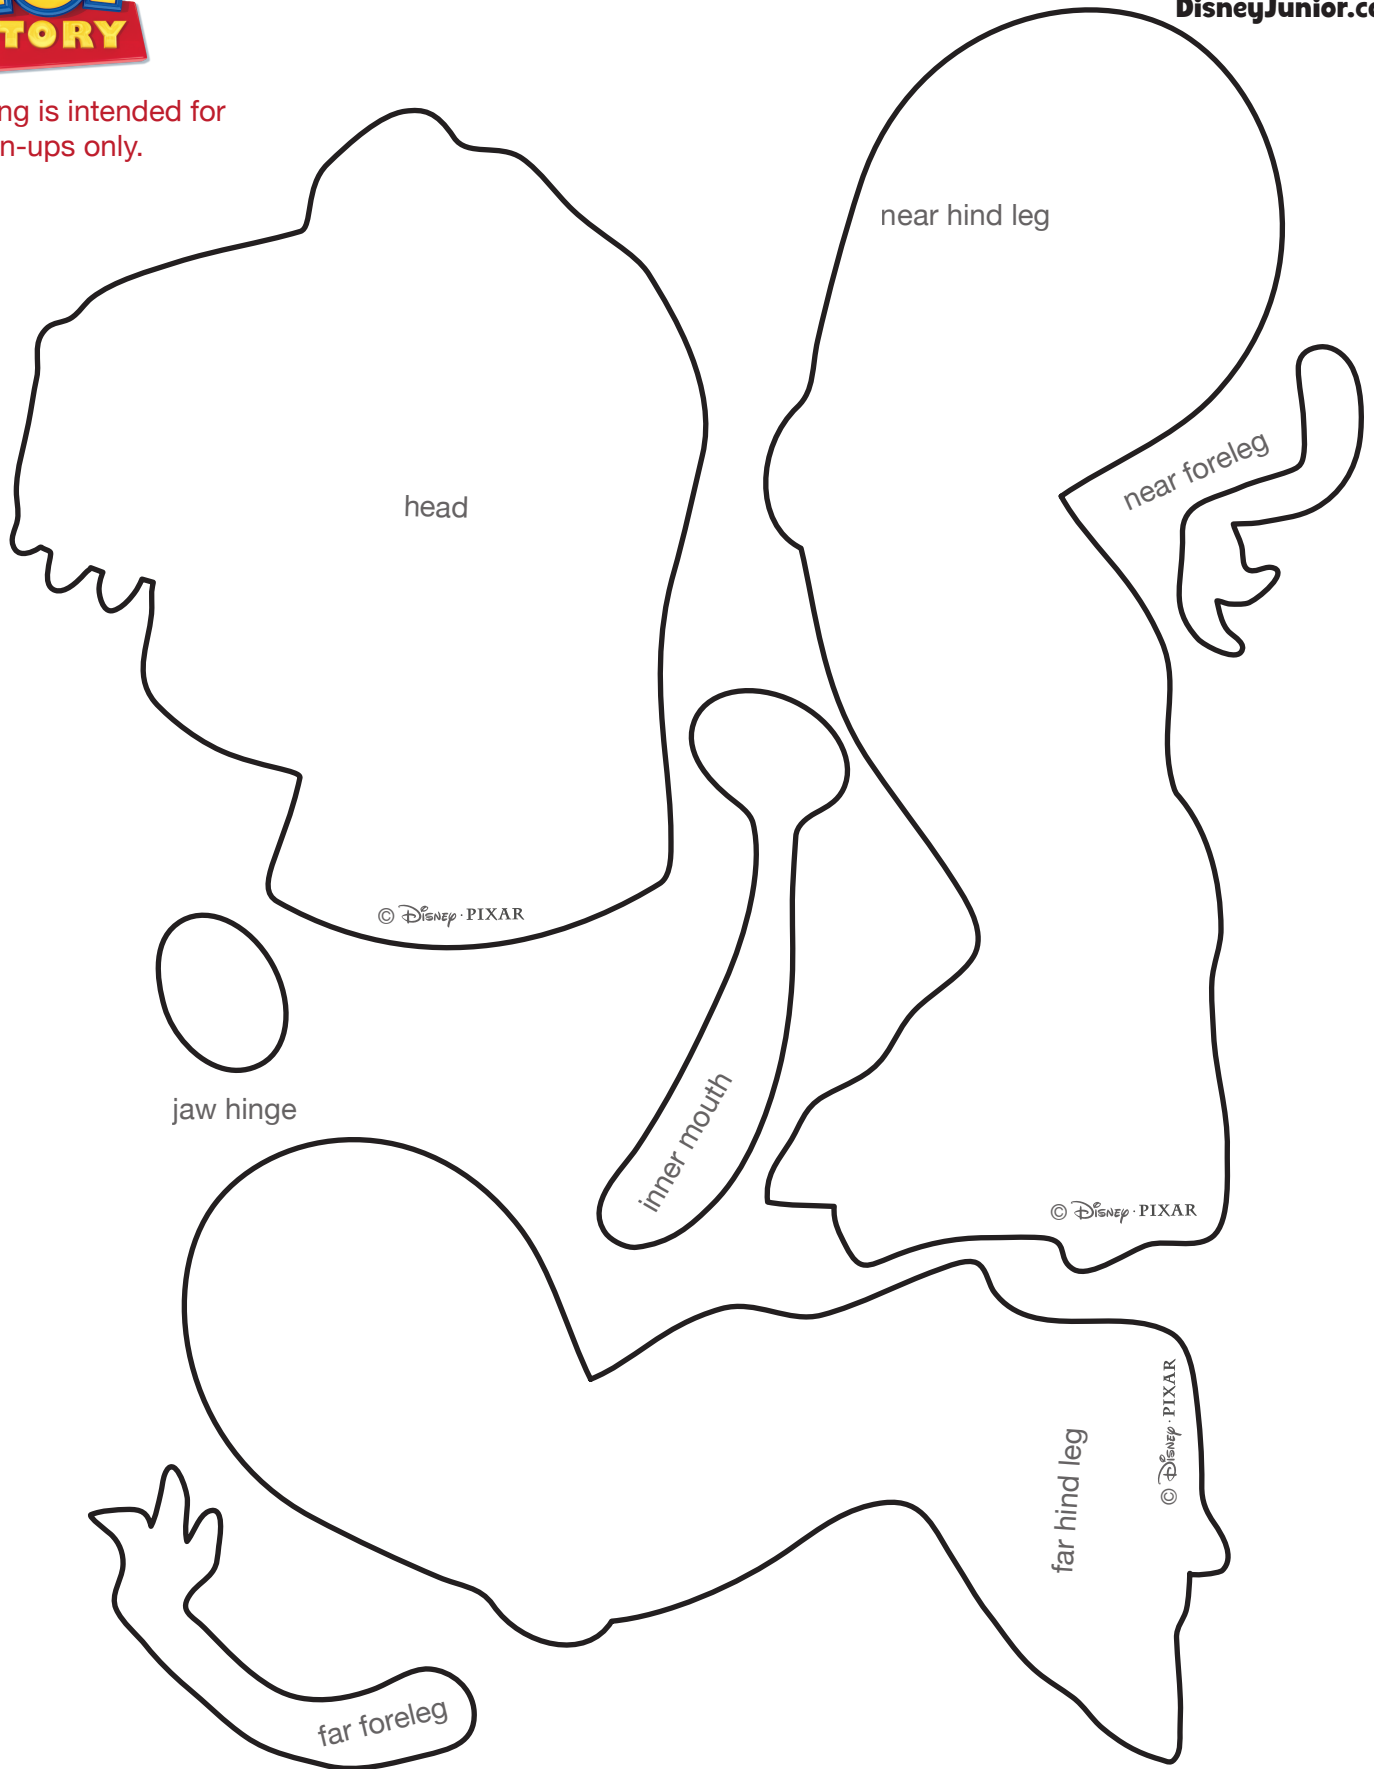 TORY
DisneyJunior.co
ng is intended for
n-ups only.
near hind leg
near foreleg
head
© Disney · PIXAR
jaw hinge
inner mouth
© Disney · PIXAR
© Disney · PIXAR
far hind leg
far foreleg